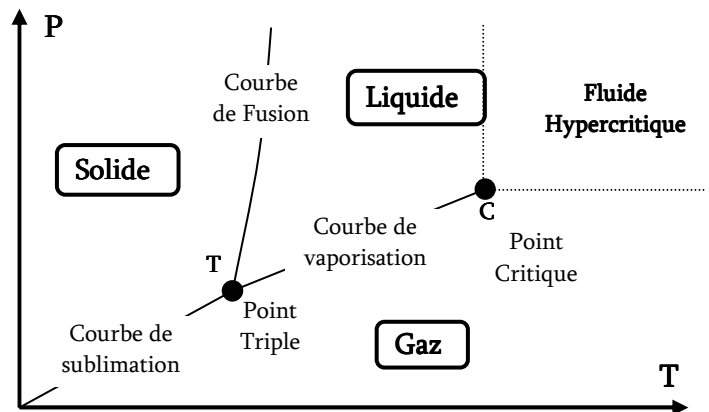 P
Courbe
de Fusion
Liquide
Fluide
Hypercritique
Solide
C
Courbe de
vaporisation
Point
Critique
T
Point
Triple
Courbe de
sublimation
Gaz
T